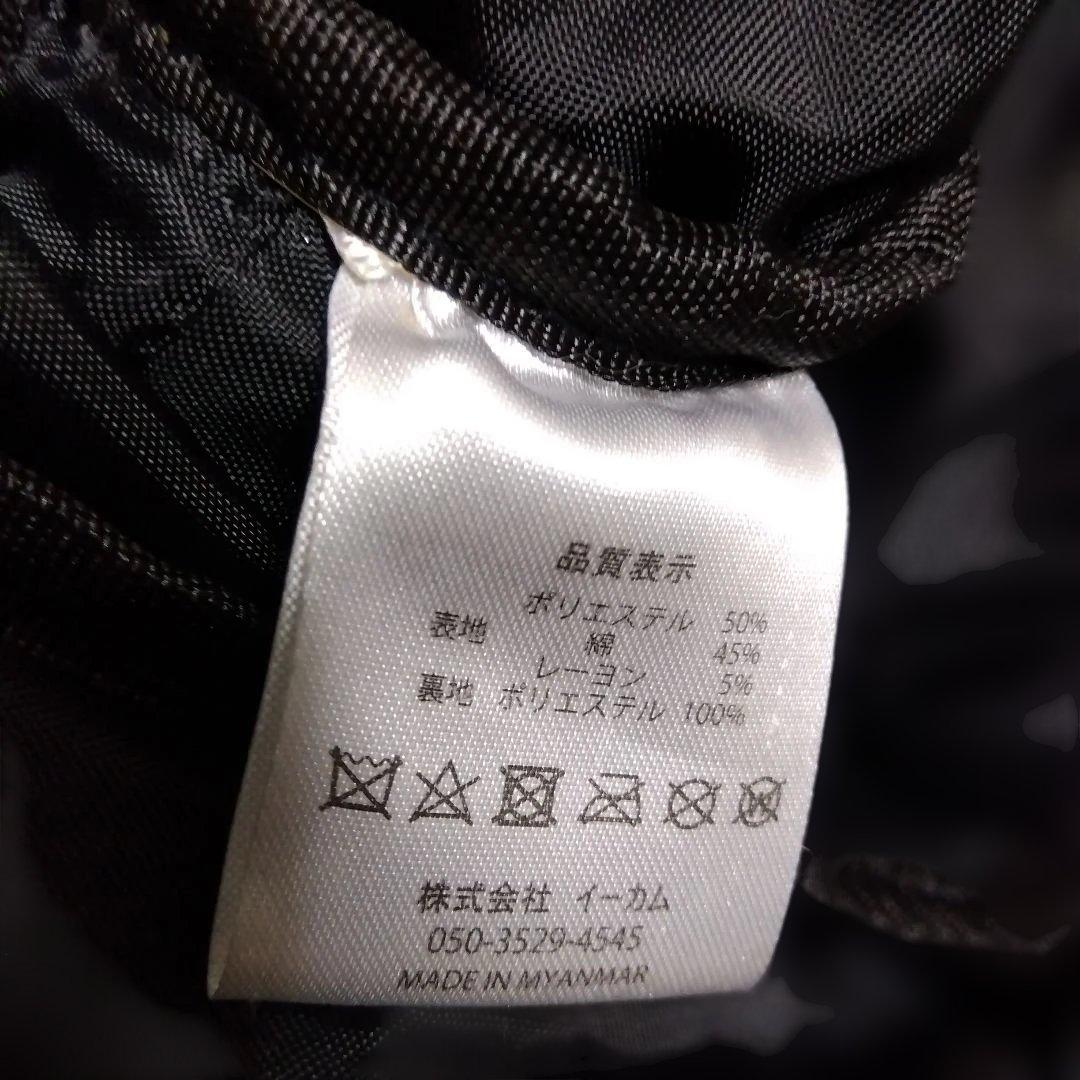 品質表示
表地 ポリエステル 50%
綿 45%
レーヨン 5%
裏地 ポリエステル 100%
株式会社 イーカム
050-3529-4545
MADE IN MYANMAR